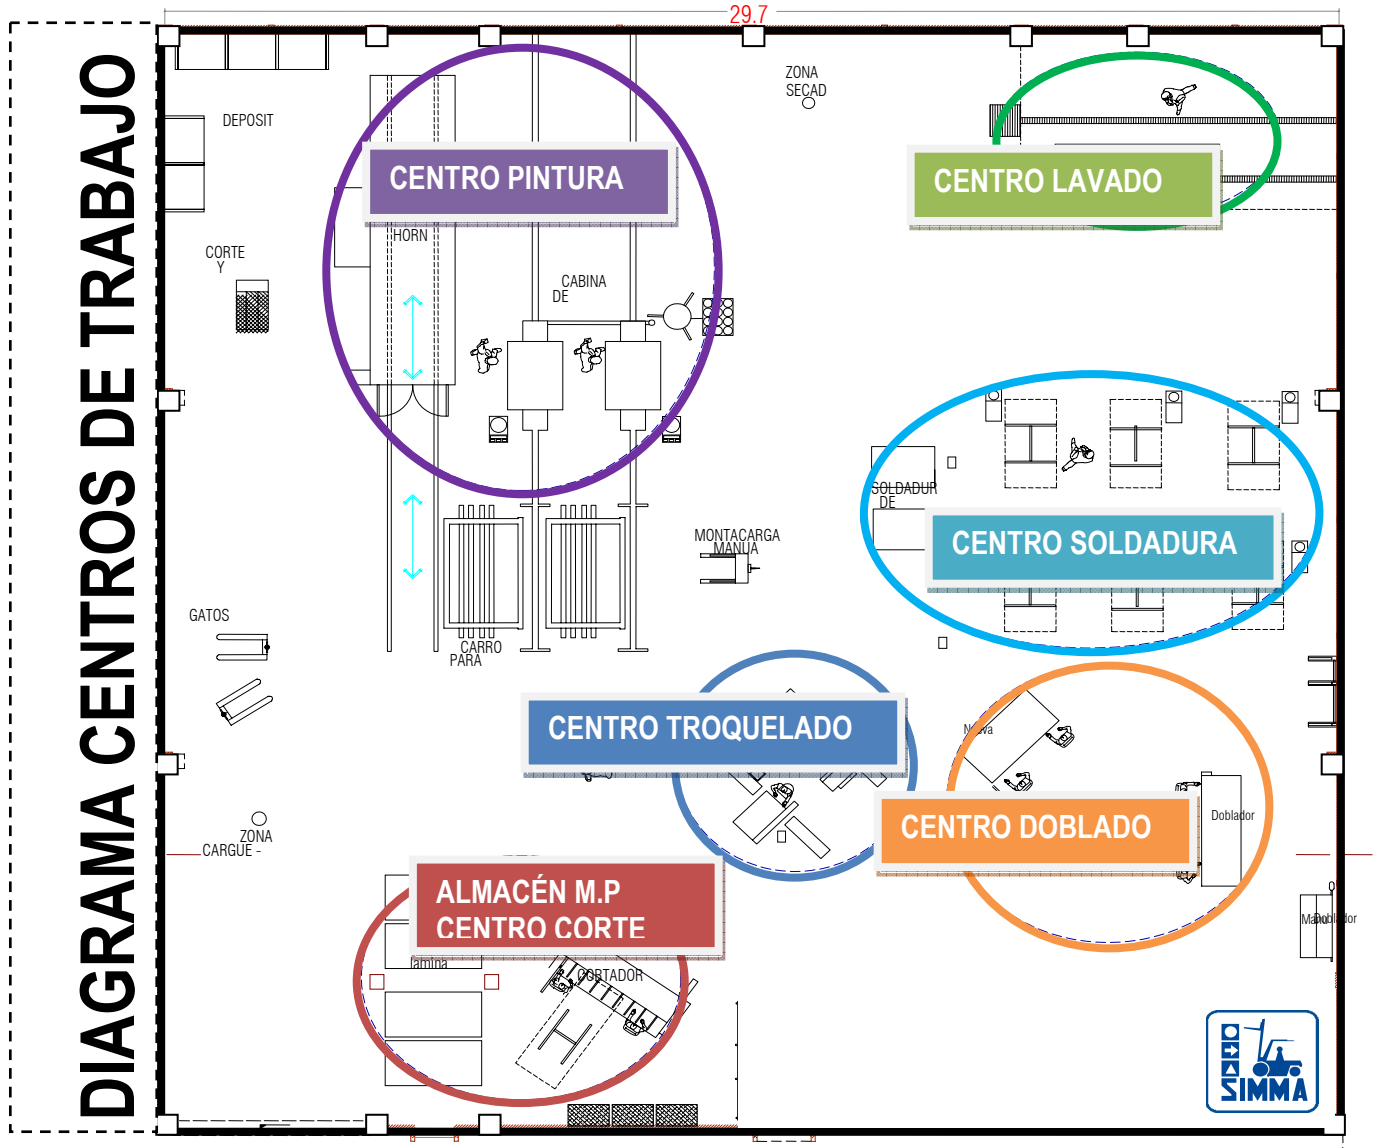 29.7
DIAGRAMA CENTROS DE TRABAJO
DEPOSIT
ZONA
SECAD
CENTRO PINTURA
CENTRO LAVADO
HORN
CORTE
Y
CABINA
DE
SOLDADUR
DE
CENTRO SOLDADURA
MONTACARGA
MANUA
GATOS
CARRO
PARA
CENTRO TROQUELADO
CENTRO DOBLADO
Doblador
ZONA
CARGUE -
ALMACÉN M.P
CENTRO CORTE
lamina
CORTADOR
Doblador
SIMMA